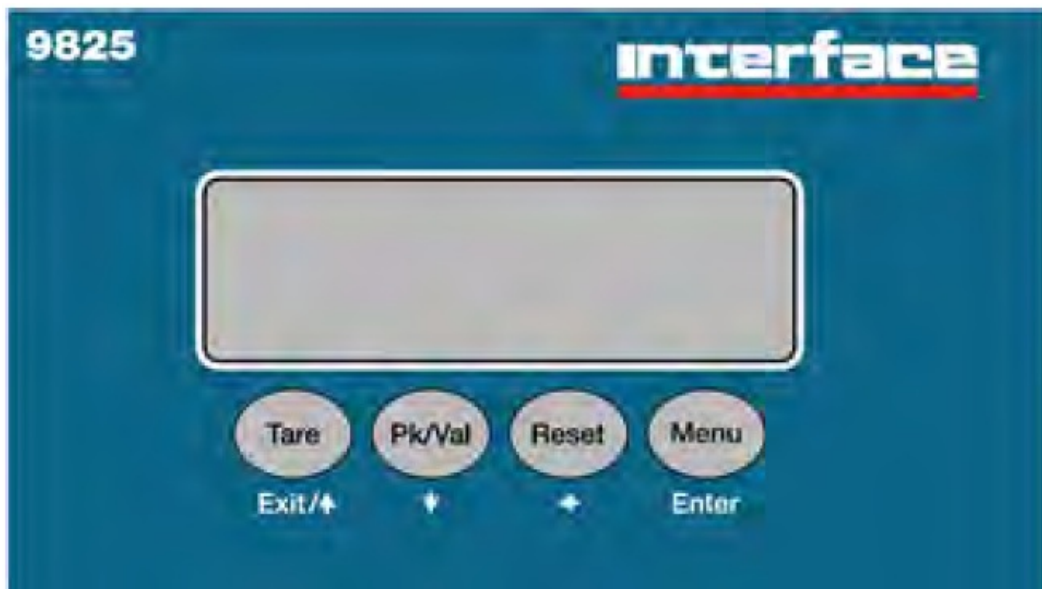 9825
Interface
Tare Pk/Val Reset Menu
Exit/↑ ↓ → Enter